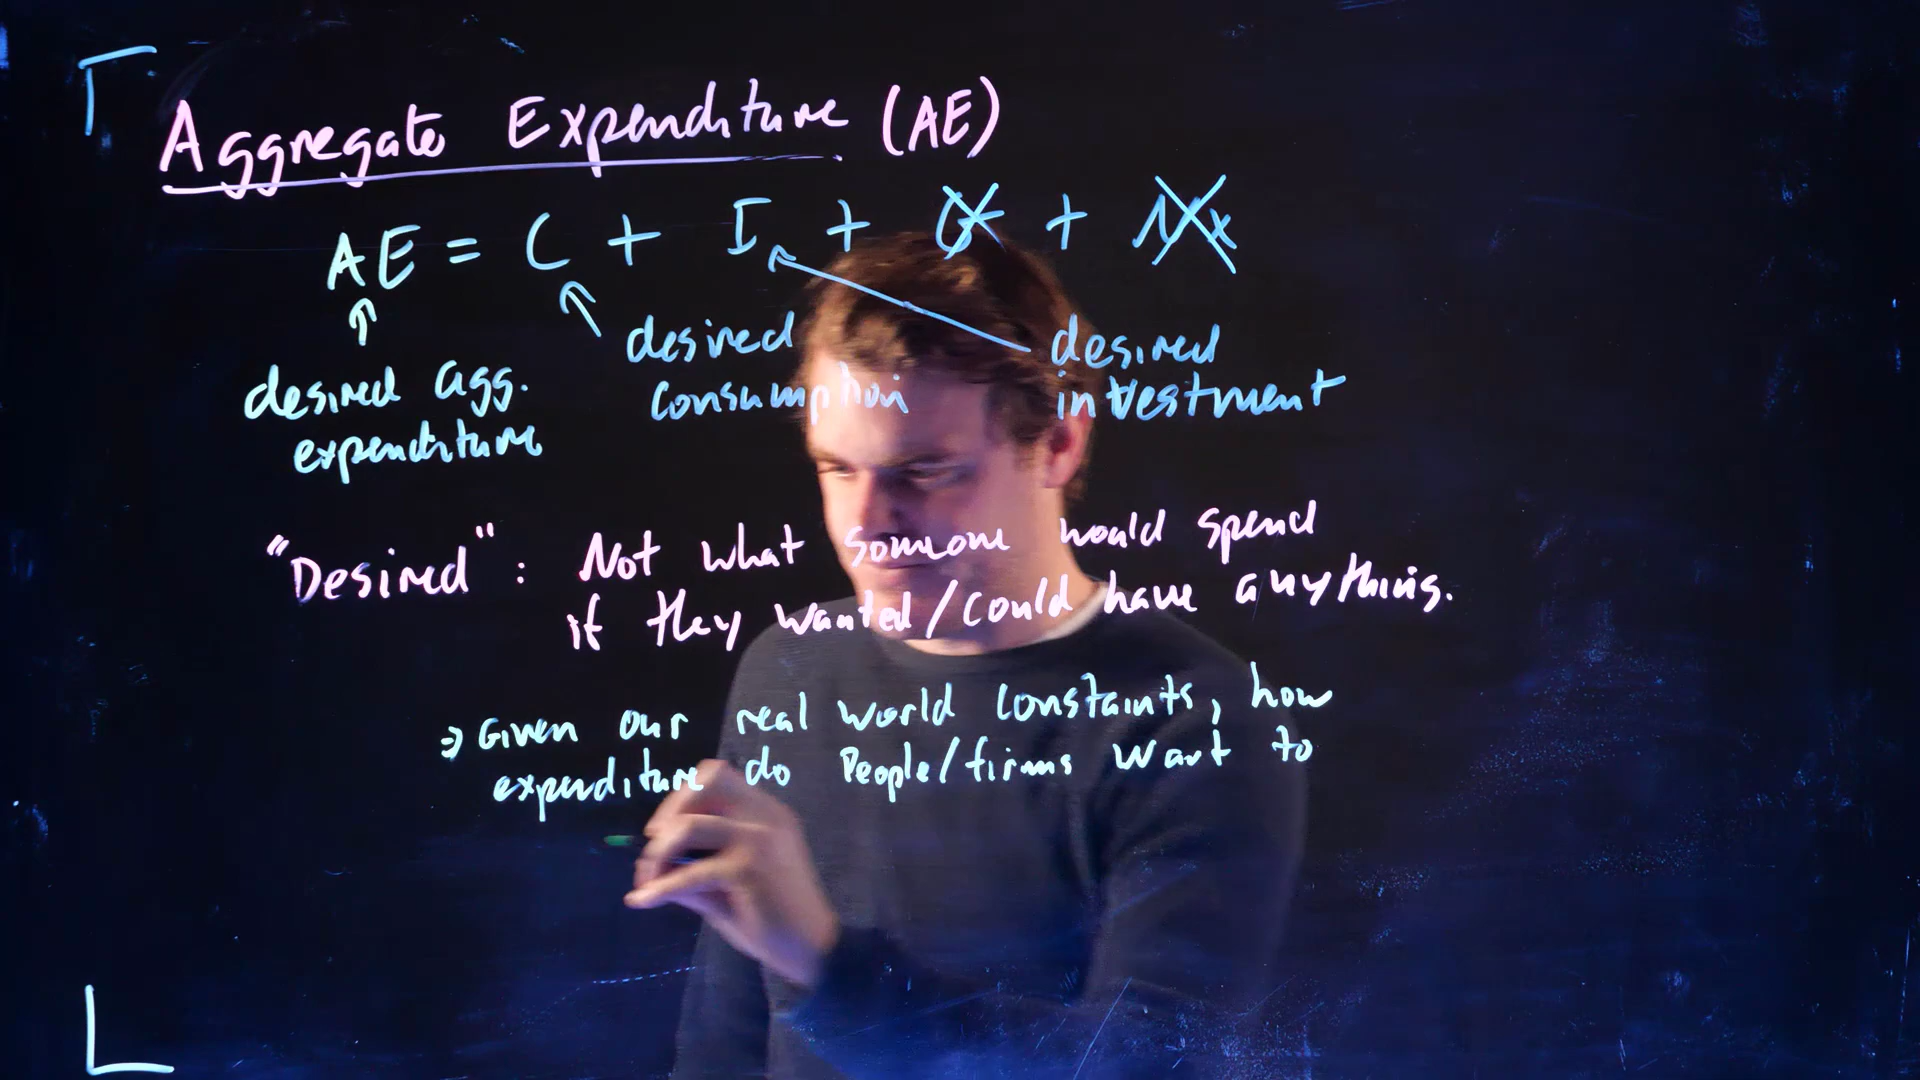 Aggregate Expenditure (AE)
AE = C + I + G + Nx
desired agg.
expenditure
desired
consumption
desired
investment
"Desired": Not what someone would spend
if they wanted/could have anything.
⇒ Given our real world constaints, how
expenditure do People/firms want to